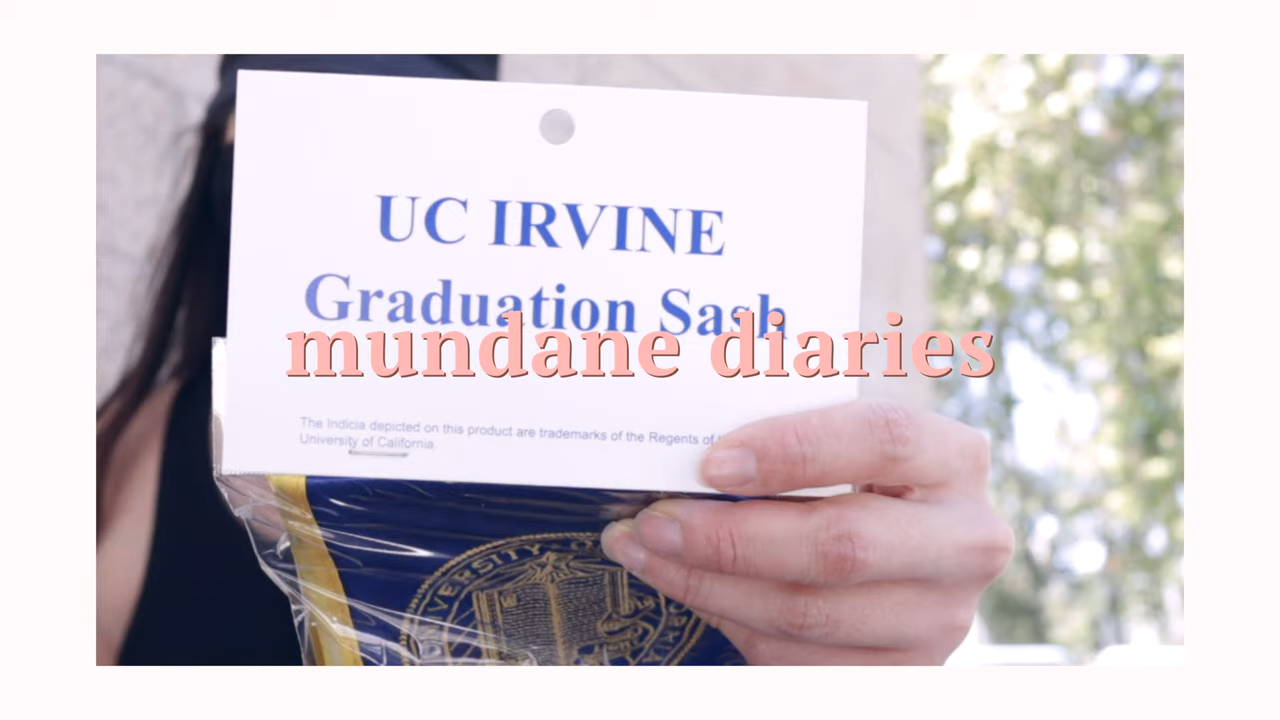 UC IRVINE
Graduation Sash
mundane diaries
The Indicia depicted on this product are trademarks of the Regents of
University of California